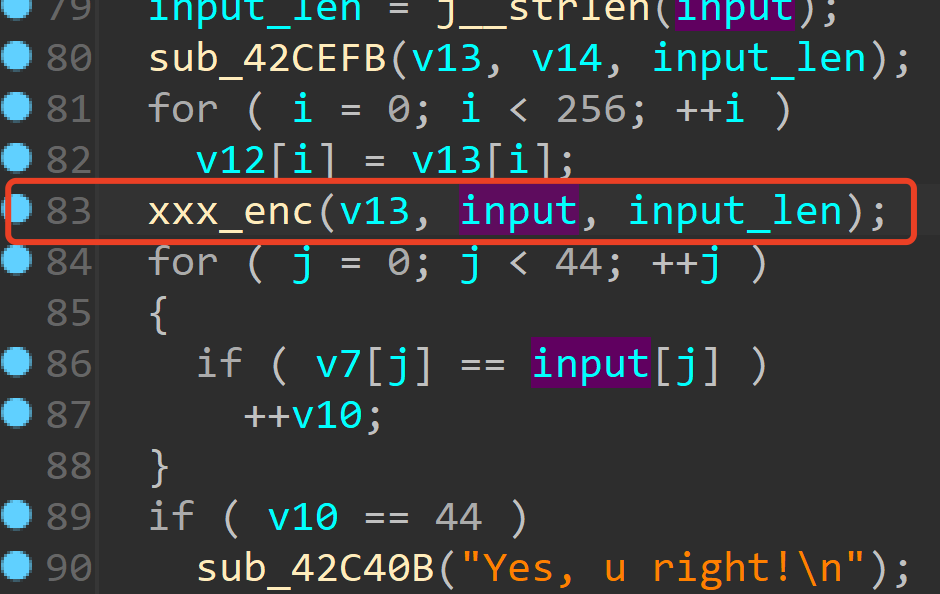 79 input_len = j__strlen(input);
80 sub_42CEFB(v13, v14, input_len);
81 for ( i = 0; i < 256; ++i )
82 v12[i] = v13[i];
83 xxx_enc(v13, input, input_len);
84 for ( j = 0; j < 44; ++j )
85 {
86 if ( v7[j] == input[j] )
87 ++v10;
88 }
89 if ( v10 == 44 )
90 sub_42C40B("Yes, u right!\n");